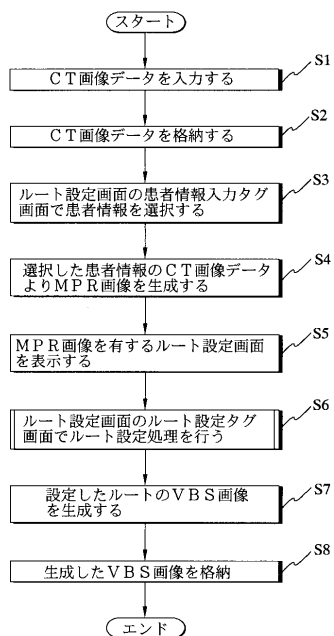 スタート
S1
CT画像データを入力する
S2
CT画像データを格納する
S3
ルート設定画面の患者情報入力タグ
画面で患者情報を選択する
S4
選択した患者情報のCT画像データ
よりMPR画像を生成する
S5
MPR画像を有するルート設定画面
を表示する
S6
ルート設定画面のルート設定タグ
画面でルート設定処理を行う
S7
設定したルートのVBS画像
を生成する
S8
生成したVBS画像を格納
エンド